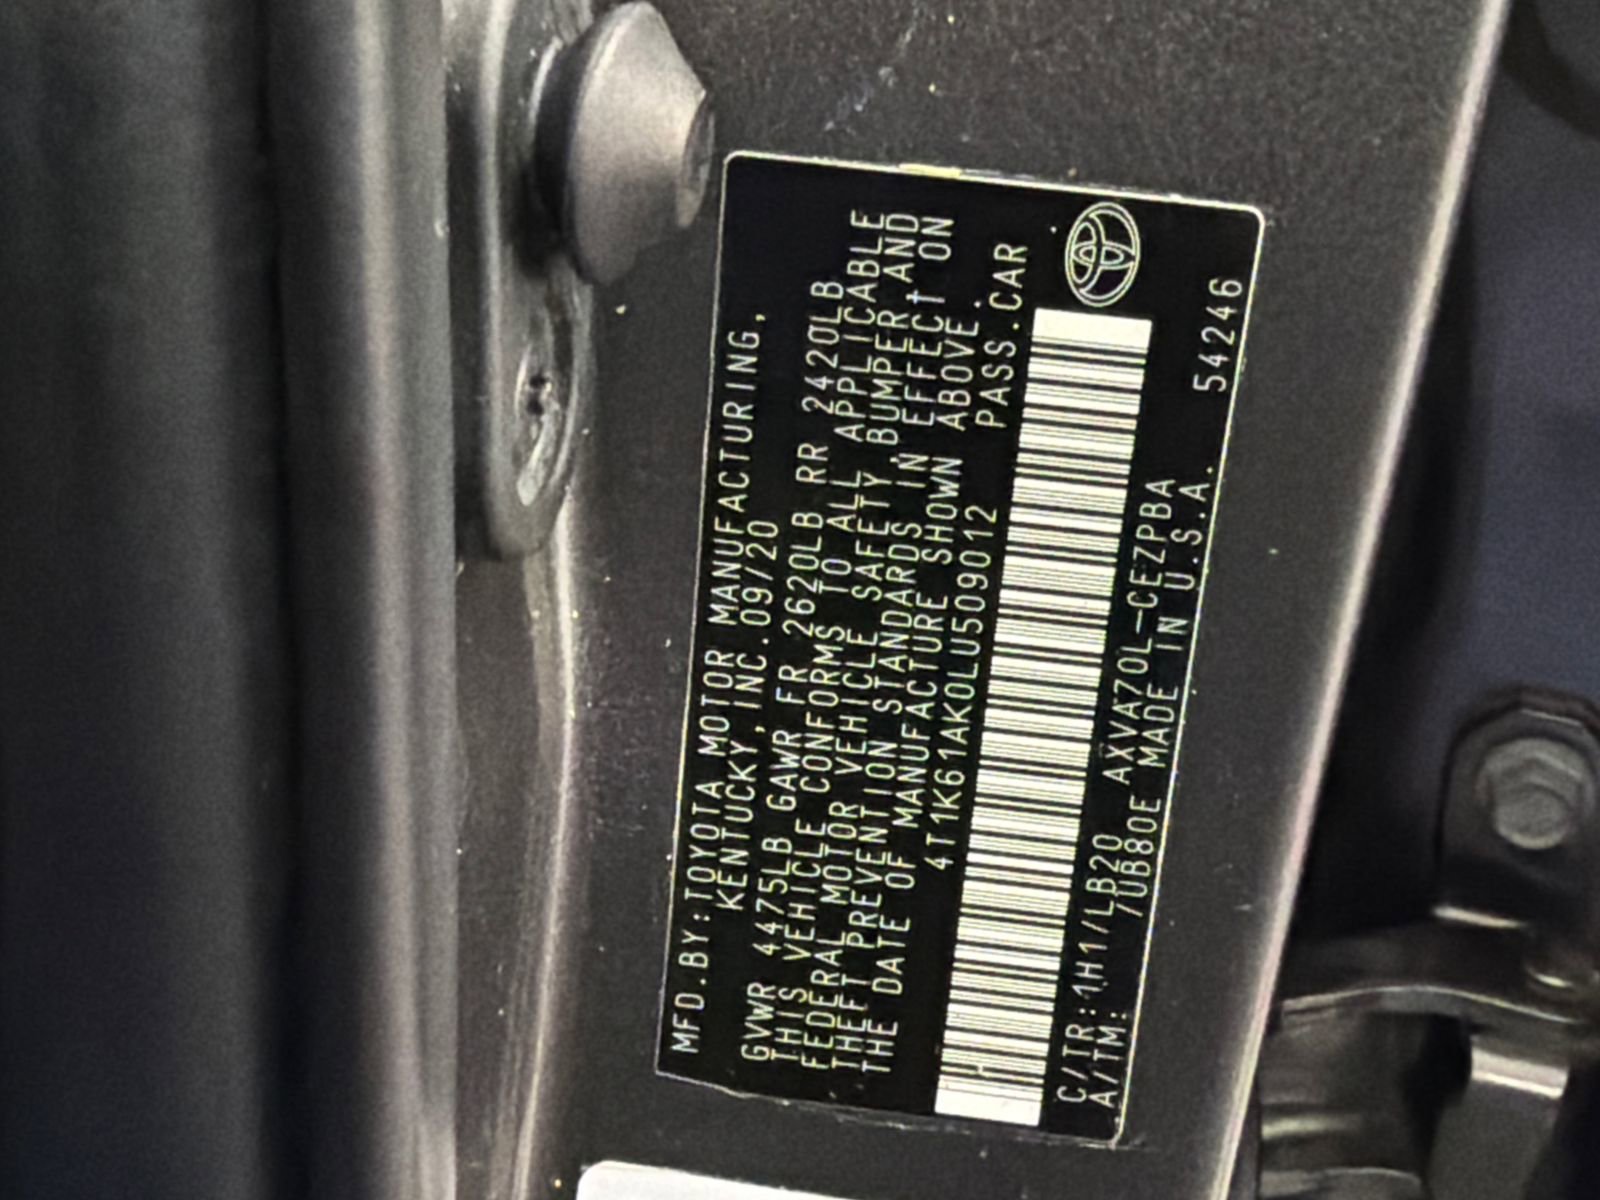 MFD.BY:TOYOTA MOTOR MANUFACTURING,
KENTUCKY,INC.09/20
GVWR 4475LB GAWR FR 2620LB RR 2420LB
THIS VEHICLE CONFORMS TO ALL APPLICABLE
FEDERAL MOTOR VEHICLE SAFETY BUMPER AND
THEFT PREVENTION STANDARDS IN EFFECT ON
THE DATE OF MANUFACTURE SHOWN ABOVE.
4T1K61AK0LU509012 PASS.CAR
C/TR:1H1/LB20 AXVA70L-CEZPBA
A/TM: /UB80E MADE IN U.S.A. 54246